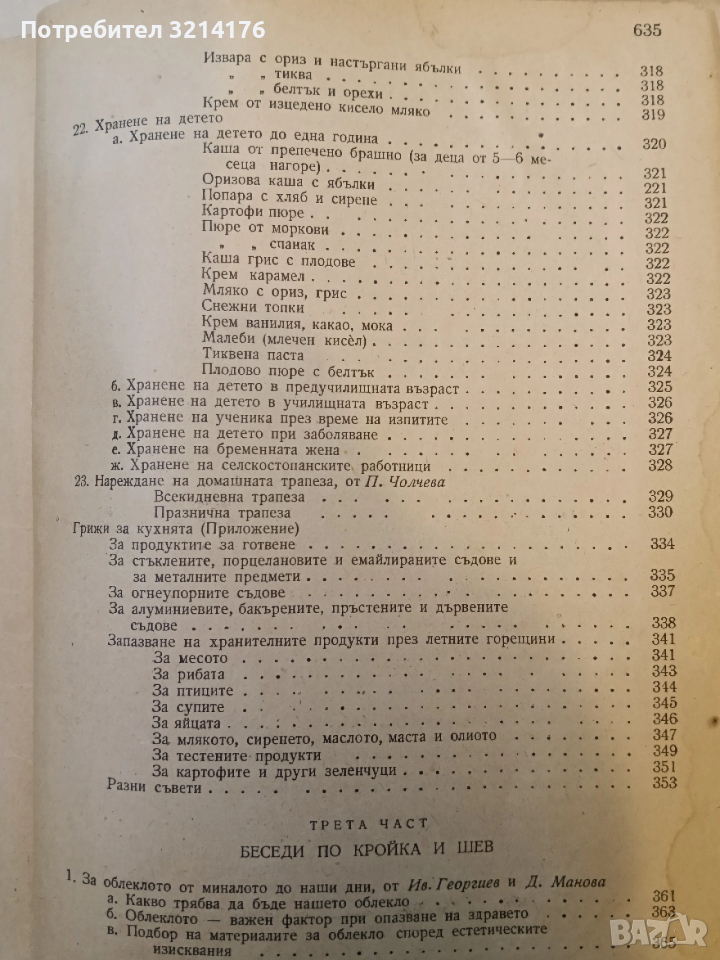 Потребител 3214176
635
Извара с ориз и настъргани ябълки . . . . . . . . . . 318
„ „ тиква . . . . . . . . . . 318
„ „ белтък и орехи . . . . . . . . . . 318
Крем от изцедено кисело мляко . . . . . . . . . . 319
22. Хранене на детето
а. Хранене на детето до една година . . . . . . . . . . 320
Каша от препечено брашно (за деца от 5—6 ме-
сеца нагоре) . . . . . . . . . . 321
Оризова каша с ябълки . . . . . . . . . . 221
Попара с хляб и сирене . . . . . . . . . . 321
Картофи пюре . . . . . . . . . . 322
Пюре от моркови . . . . . . . . . . 322
„ „ спанак . . . . . . . . . . 322
Каша грис с плодове . . . . . . . . . . 322
Крем карамел . . . . . . . . . . 322
Мляко с ориз, грис . . . . . . . . . . 323
Снежни топки . . . . . . . . . . 323
Крем ванилия, какао, мока . . . . . . . . . . 323
Малеби (млечен кисѐл) . . . . . . . . . . 323
Тиквена паста . . . . . . . . . . 324
Плодово пюре с белтък . . . . . . . . . . 324
б. Хранене на детето в предучилищната възраст . . . . . . . . . . 325
в. Хранене на детето в училищната възраст . . . . . . . . . . 326
г. Хранене на ученика през време на изпитите . . . . . . . . . . 326
д. Хранене на детето при заболяване . . . . . . . . . . 327
е. Хранене на бременната жена . . . . . . . . . . 327
ж. Хранене на селскостопанските работници . . . . . . . . . . 328
23. Нареждане на домашната трапеза, от П. Чолчева
Всекидневна трапеза . . . . . . . . . . 329
Празнична трапеза . . . . . . . . . . 330
Грижи за кухнята (Приложение)
За продуктите за готвене . . . . . . . . . . 334
За стъклените, порцелановите и емайлираните съдове и
за металните предмети . . . . . . . . . . 335
За огнеупорните съдове . . . . . . . . . . 337
За алуминиевите, бакърените, пръстените и дървените
съдове . . . . . . . . . . 338
Запазване на хранителните продукти през летните горещини . . . . . 341
За месото . . . . . . . . . . 341
За рибата . . . . . . . . . . 343
За птиците . . . . . . . . . . 344
За супите . . . . . . . . . . 345
За яйцата . . . . . . . . . . 346
За млякото, сиренето, маслото, маста и олиото . . . . . . . . . . 347
За тестените продукти . . . . . . . . . . 349
За картофите и други зеленчуци . . . . . . . . . . 351
Разни съвети . . . . . . . . . . 353
ТРЕТА ЧАСТ
БЕСЕДИ ПО КРОЙКА И ШЕВ
1. За облеклото от миналото до наши дни, от Ив. Георгиев и Д. Манова
а. Какво трябва да бъде нашето облекло . . . . . . . . . . 361
б. Облеклото — важен фактор при опазване на здравето . . . . . 363
в. Подбор на материалите за облекло според естетическите
изисквания . . . . . . . . . . 365
BAZAR